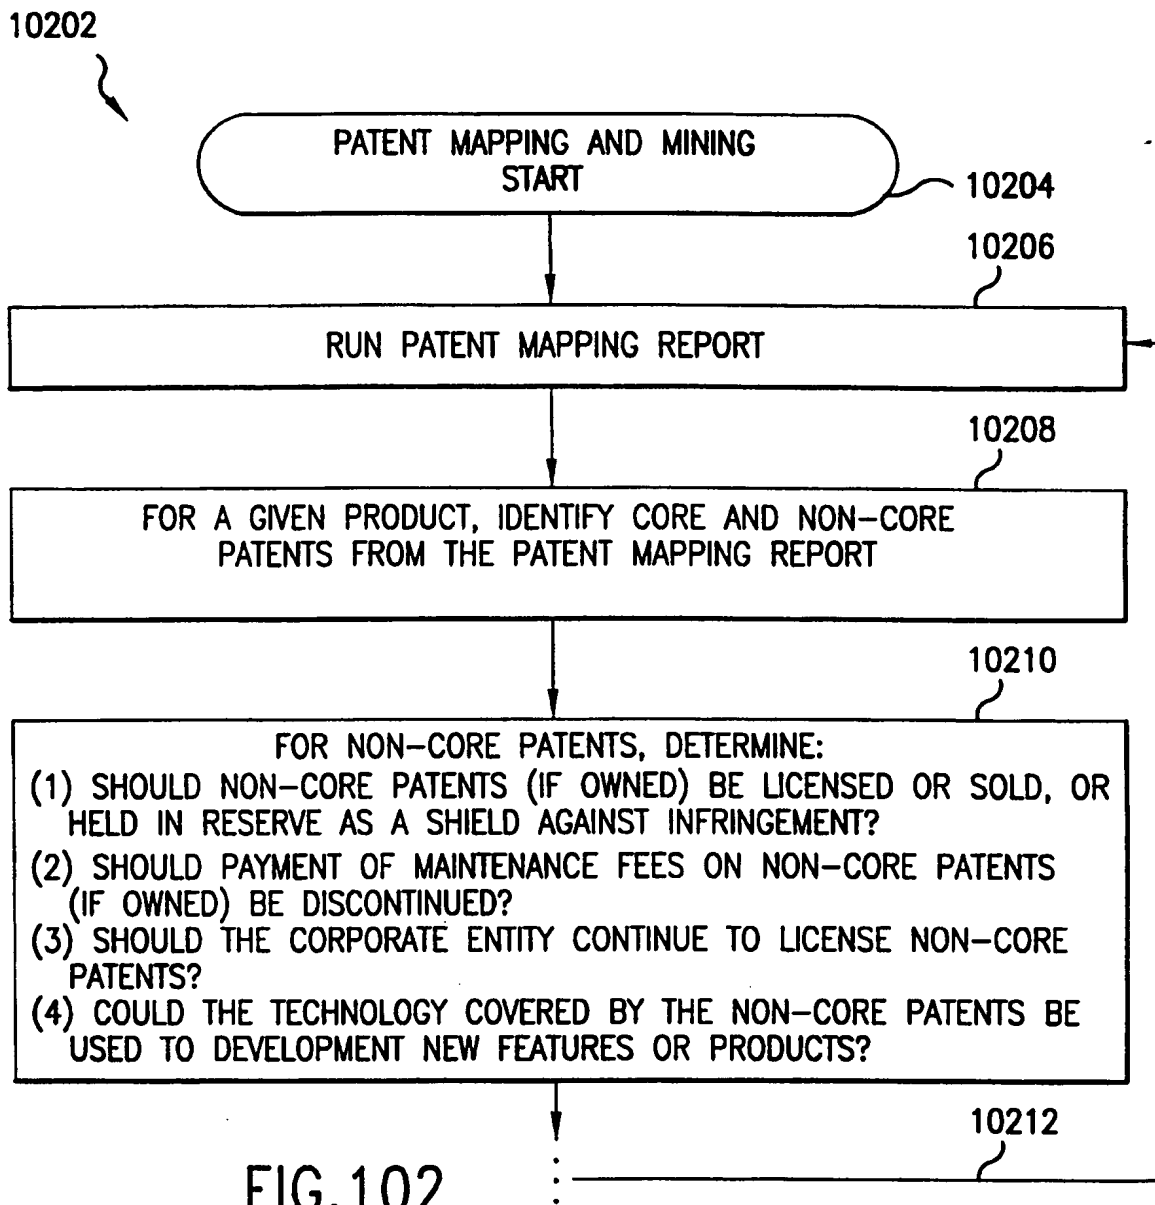 10202
PATENT MAPPING AND MINING
START
10204
10206
RUN PATENT MAPPING REPORT
10208
FOR A GIVEN PRODUCT, IDENTIFY CORE AND NON-CORE
PATENTS FROM THE PATENT MAPPING REPORT
10210
FOR NON-CORE PATENTS, DETERMINE:
(1) SHOULD NON-CORE PATENTS (IF OWNED) BE LICENSED OR SOLD, OR
HELD IN RESERVE AS A SHIELD AGAINST INFRINGEMENT?
(2) SHOULD PAYMENT OF MAINTENANCE FEES ON NON-CORE PATENTS
(IF OWNED) BE DISCONTINUED?
(3) SHOULD THE CORPORATE ENTITY CONTINUE TO LICENSE NON-CORE
PATENTS?
(4) COULD THE TECHNOLOGY COVERED BY THE NON-CORE PATENTS BE
USED TO DEVELOPMENT NEW FEATURES OR PRODUCTS?
10212
FIG.102